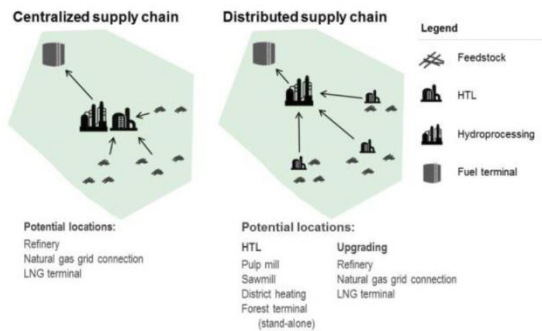 Centralized supply chain
Distributed supply chain
Legend
Feedstock
HTL
Hydroprocessing
Fuel terminal
Potential locations:
Refinery
Natural gas grid connection
LNG terminal
Potential locations:
HTL
Pulp mill
Sawmill
District heating
Forest terminal
(stand-alone)
Upgrading
Refinery
Natural gas grid connection
LNG terminal